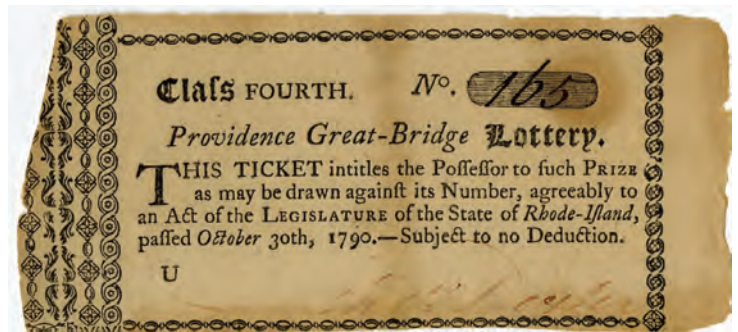 Claſs FOURTH. Nº. 165
Providence Great-Bridge Lottery.
THIS TICKET intitles the Poſſeſſor to ſuch PRIZE
as may be drawn againſt its Number, agreeably to
an Act of the LEGISLATURE of the State of Rhode-Iſland,
paſſed October 30th, 1790.—Subject to no Deduction.
U